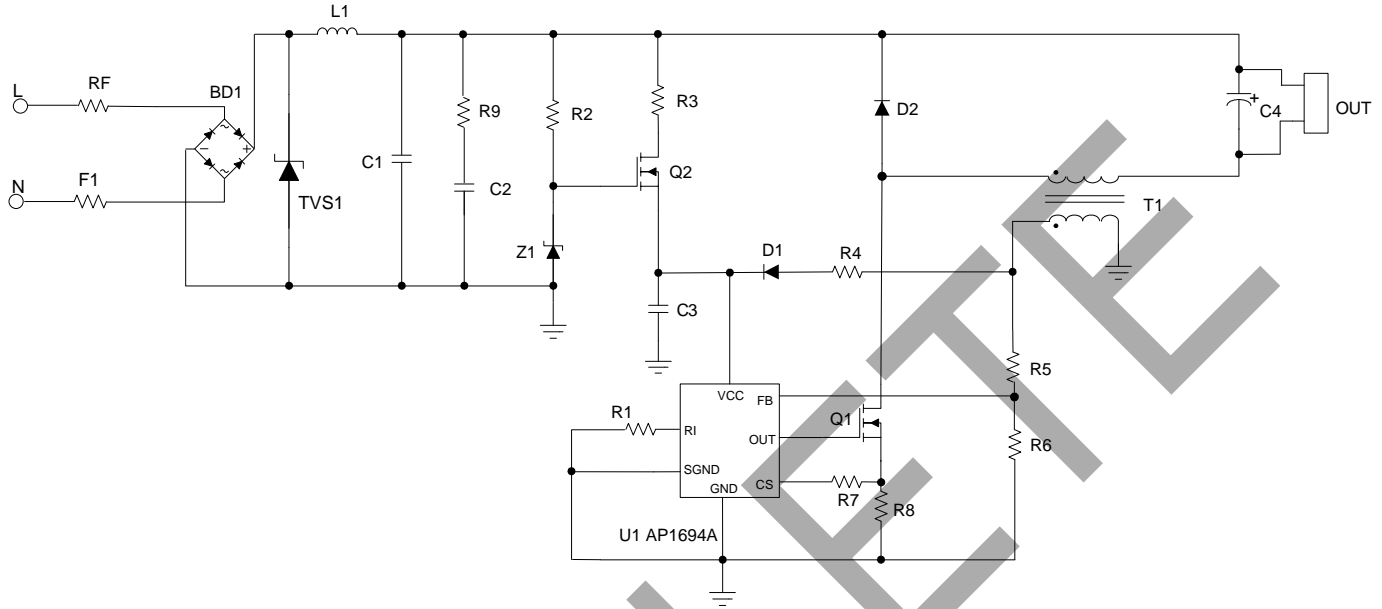 L1
L
RF
BD1
R9
R2
R3
D2
C4
OUT
+
~
-
+
~
C1
C2
Q2
N
F1
TVS1
Z1
T1
D1
R4
C3
R5
VCC
FB
R1
RI
OUT
Q1
R6
SGND
GND
CS
R7
R8
U1 AP1694A
ETE